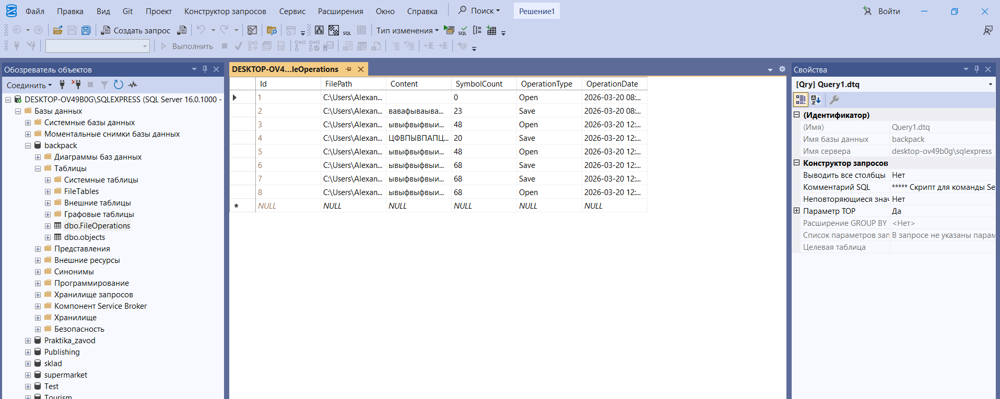 Файл Правка Вид Git Проект Конструктор запросов Сервис Расширения Окно Справка Поиск Решение1 Войти
Создать запрос SQL Тип изменения SQL
Выполнить
Обозреватель объектов
Соединить
DESKTOP-OV49B0G\SQLEXPRESS (SQL Server 16.0.1000 -
Базы данных
Системные базы данных
Моментальные снимки базы данных
backpack
Диаграммы баз данных
Таблицы
Системные таблицы
FileTables
Внешние таблицы
Графовые таблицы
dbo.FileOperations
dbo.objects
Представления
Внешние ресурсы
Синонимы
Программирование
Хранилище запросов
Компонент Service Broker
Хранилище
Безопасность
Praktika_zavod
Publishing
sklad
supermarket
Test
Tourism
DESKTOP-OV4...leOperations
Id FilePath Content SymbolCount OperationType OperationDate
1 C:\Users\Alexan... 0 Open 2026-03-20 08:...
2 C:\Users\Alexan... вавафываыва... 23 Save 2026-03-20 08:...
3 C:\Users\Alexan... ывыфвыфвыи... 48 Open 2026-03-20 12:...
4 C:\Users\Alexan... ЦФВПЫВПАПЦ... 20 Save 2026-03-20 12:...
5 C:\Users\Alexan... ывыфвыфвыи... 48 Open 2026-03-20 12:...
6 C:\Users\Alexan... ывыфвыфвыи... 68 Save 2026-03-20 12:...
7 C:\Users\Alexan... ывыфвыфвыи... 68 Save 2026-03-20 12:...
8 C:\Users\Alexan... ывыфвыфвыи... 68 Open 2026-03-20 12:...
* NULL NULL NULL NULL NULL NULL
Свойства
[Qry] Query1.dtq
(Идентификатор)
(Имя) Query1.dtq
Имя базы данных backpack
Имя сервера desktop-ov49b0g\sqlexpress
Конструктор запросов
Выводить все столбцы Нет
Комментарий SQL ***** Скрипт для команды Se
Неповторяющиеся знач Нет
Параметр TOP Да
Расширение GROUP BY <Нет>
Список параметров зап В запросе не указаны парам
Целевая таблица